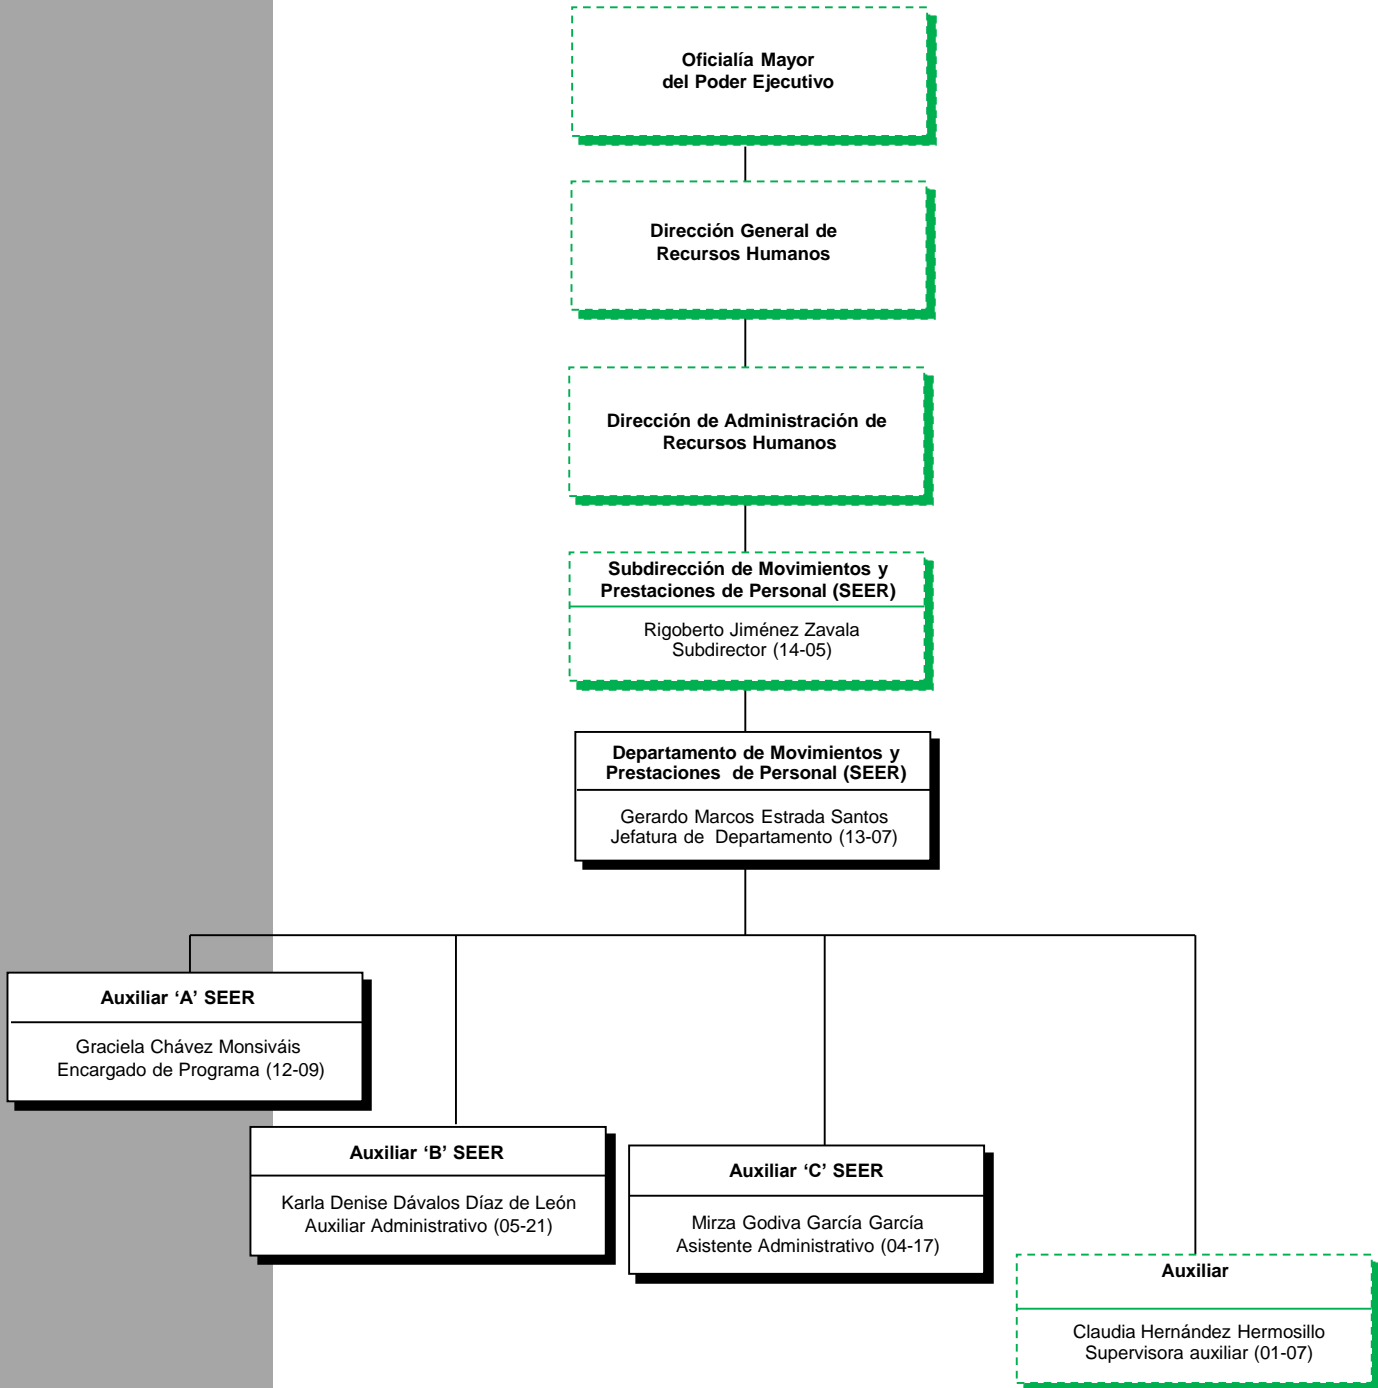 Oficialía Mayor
del Poder Ejecutivo
Dirección General de
Recursos Humanos
Dirección de Administración de
Recursos Humanos
Subdirección de Movimientos y
Prestaciones de Personal (SEER)
Rigoberto Jiménez Zavala
Subdirector (14-05)
Departamento de Movimientos y
Prestaciones de Personal (SEER)
Gerardo Marcos Estrada Santos
Jefatura de Departamento (13-07)
Auxiliar ‘A’ SEER
Graciela Chávez Monsiváis
Encargado de Programa (12-09)
Auxiliar ‘B’ SEER
Karla Denise Dávalos Díaz de León
Auxiliar Administrativo (05-21)
Auxiliar ‘C’ SEER
Mirza Godiva García García
Asistente Administrativo (04-17)
Auxiliar
Claudia Hernández Hermosillo
Supervisora auxiliar (01-07)